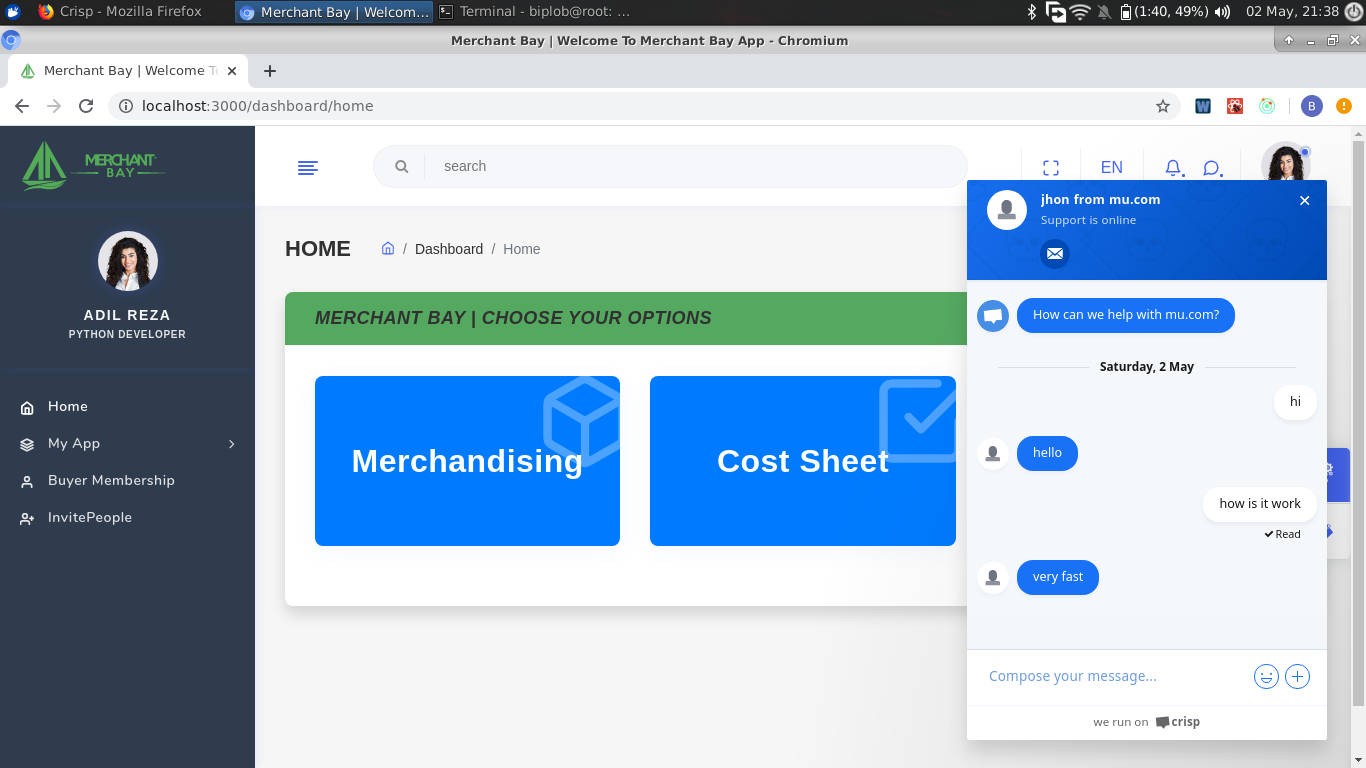 Crisp - Mozilla Firefox
Merchant Bay | Welcom...
Terminal - biplob@root: ...
(1:40, 49%)
02 May, 21:38
Merchant Bay | Welcome To Merchant Bay App - Chromium
Merchant Bay | Welcome To
localhost:3000/dashboard/home
W
B
MERCHANT
BAY
search
EN
ADIL REZA
PYTHON DEVELOPER
Home
My App
Buyer Membership
InvitePeople
HOME
/ Dashboard / Home
MERCHANT BAY | CHOOSE YOUR OPTIONS
Merchandising
Cost Sheet
jhon from mu.com
Support is online
How can we help with mu.com?
Saturday, 2 May
hi
hello
how is it work
Read
very fast
Compose your message...
we run on crisp